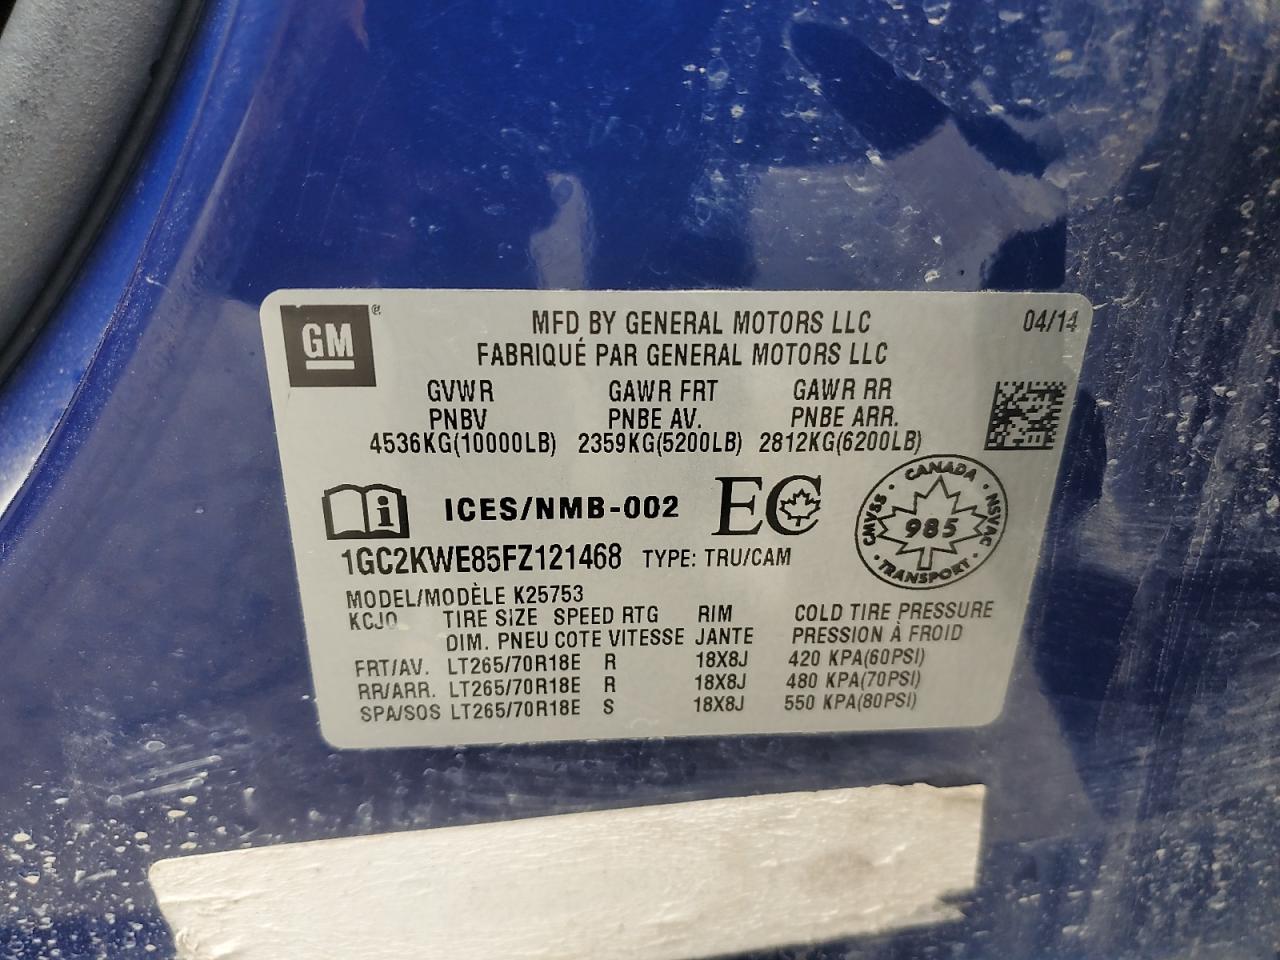 GM®
MFD BY GENERAL MOTORS LLC 04/14
FABRIQUÉ PAR GENERAL MOTORS LLC
GVWR GAWR FRT GAWR RR
PNBV PNBE AV. PNBE ARR.
4536KG(10000LB) 2359KG(5200LB) 2812KG(6200LB)
ICES/NMB-002 EC
CANADA
CMVSS 985 NSVAC
TRANSPORT
1GC2KWE85FZ121468 TYPE: TRU/CAM
MODEL/MODÈLE K25753
KCJO TIRE SIZE SPEED RTG RIM COLD TIRE PRESSURE
DIM. PNEU COTE VITESSE JANTE PRESSION À FROID
FRT/AV. LT265/70R18E R 18X8J 420 KPA(60PSI)
RR/ARR. LT265/70R18E R 18X8J 480 KPA(70PSI)
SPA/SOS LT265/70R18E S 18X8J 550 KPA(80PSI)